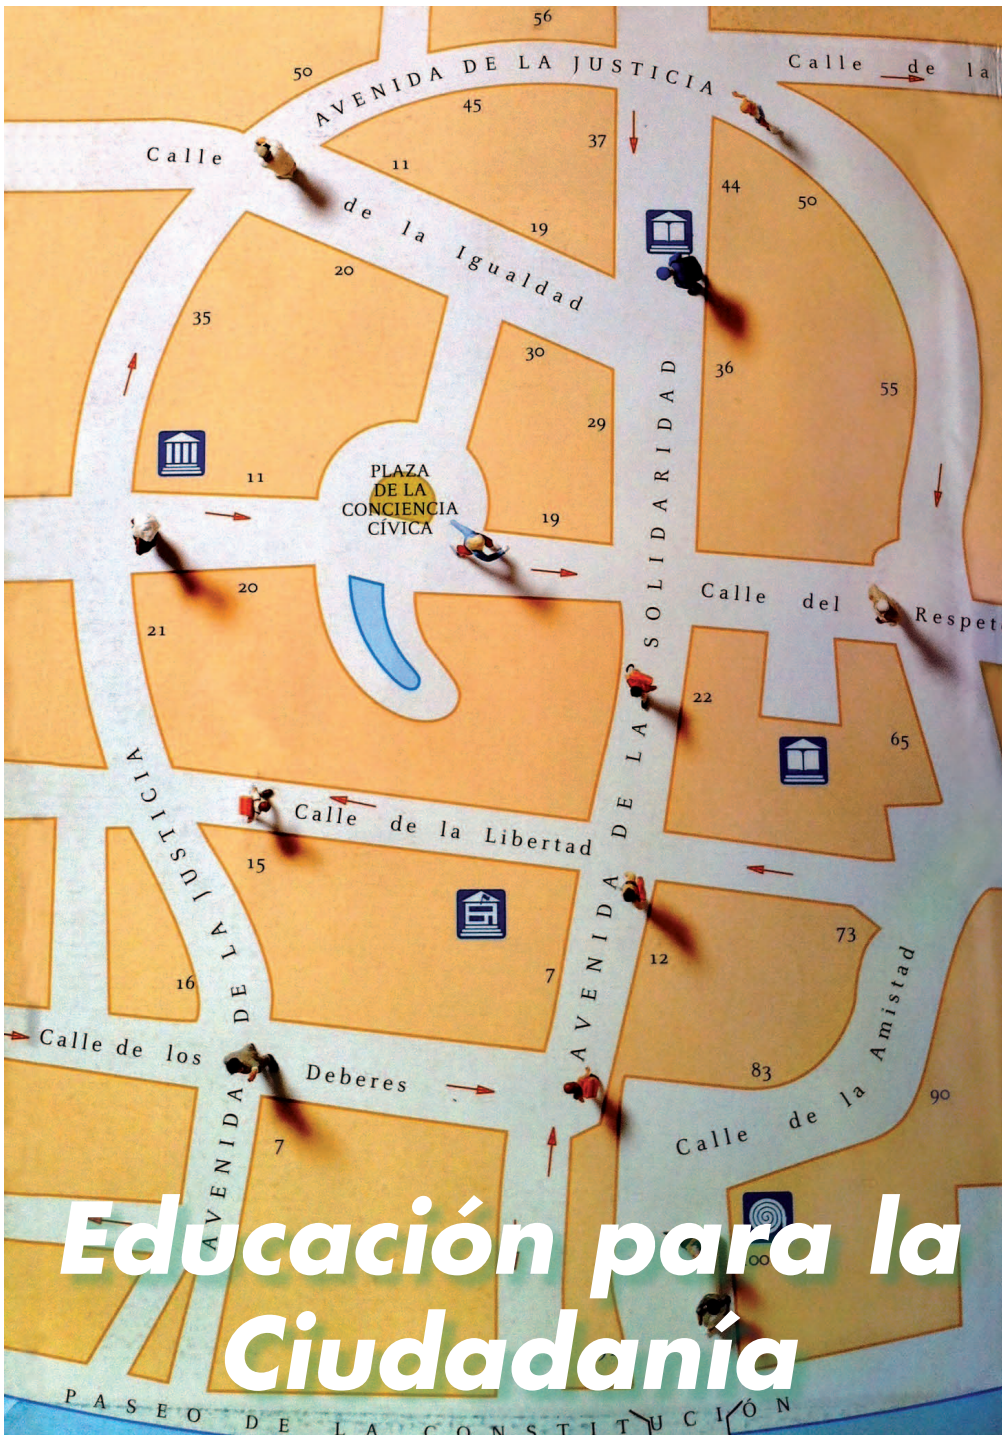 56
Calle de la
AVENIDA DE LA JUSTICIA
50
45
37
Calle de la Igualdad
11
44
50
19
20
35
30
36
55
29
11
PLAZA
DE LA
CONCIENCIA
CÍVICA
19
20
Calle del Respeto
21
22
AVENIDA DE LA SOLIDARIDAD
65
AVENIDA DE LA JUSTICIA
Calle de la Libertad
15
73
12
7
16
Calle de los Deberes
83
Calle de la Amistad
90
7
Educación para la
Ciudadanía
PASEO DE LA CONSTITUCIÓN